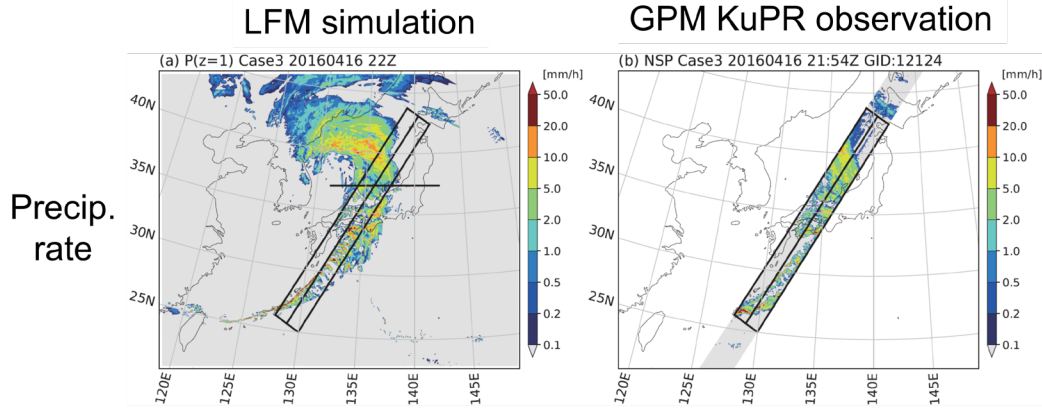 LFM simulation
GPM KuPR observation
(a) P(z=1) Case3 20160416 22Z
[mm/h]
(b) NSP Case3 20160416 21:54Z GID:12124
[mm/h]
Precip.
rate
40N
35N
30N
25N
120E
125E
130E
135E
140E
145E
50.0
20.0
10.0
5.0
2.0
1.0
0.5
0.2
0.1
40N
35N
30N
25N
120E
125E
130E
135E
140E
145E
50.0
20.0
10.0
5.0
2.0
1.0
0.5
0.2
0.1